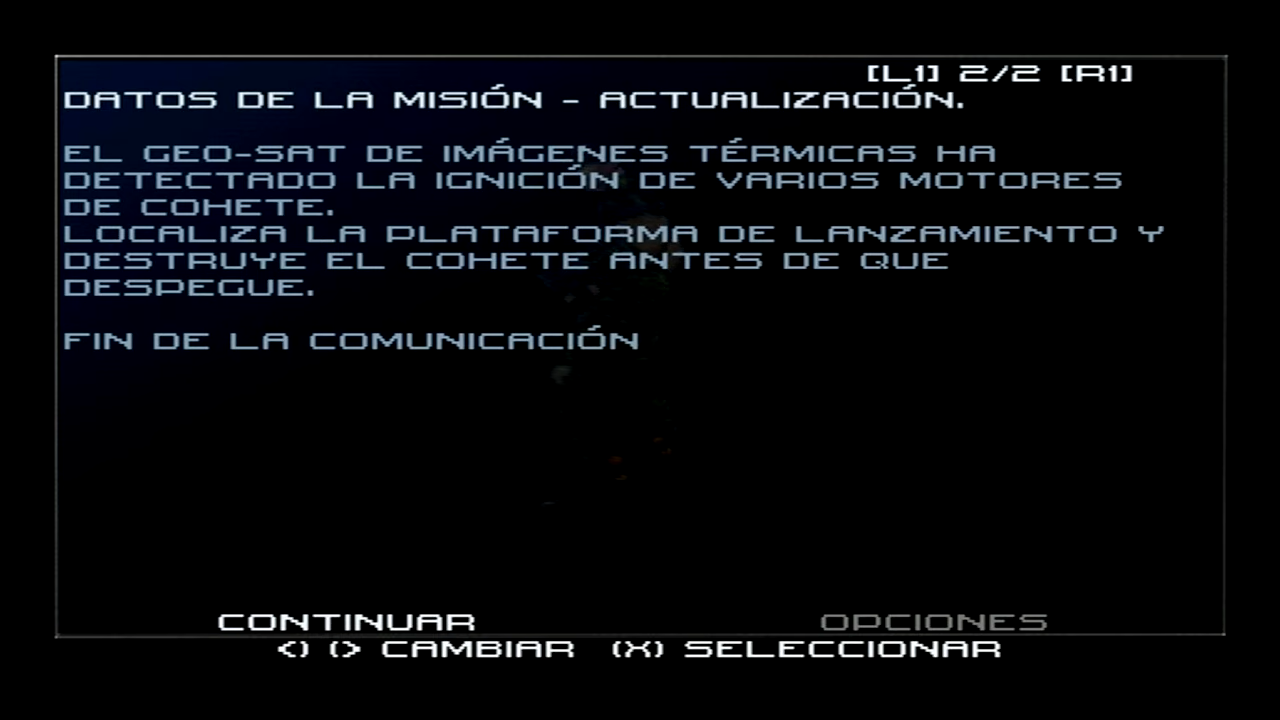 [L1] 2/2 [R1]
DATOS DE LA MISIÓN - ACTUALIZACIÓN.
EL GEO-SAT DE IMÁGENES TÉRMICAS HA
DETECTADO LA IGNICIÓN DE VARIOS MOTORES
DE COHETE.
LOCALIZA LA PLATAFORMA DE LANZAMIENTO Y
DESTRUYE EL COHETE ANTES DE QUE
DESPEGUE.
FIN DE LA COMUNICACIÓN
CONTINUAR OPCIONES
<) (> CAMBIAR (X) SELECCIONAR